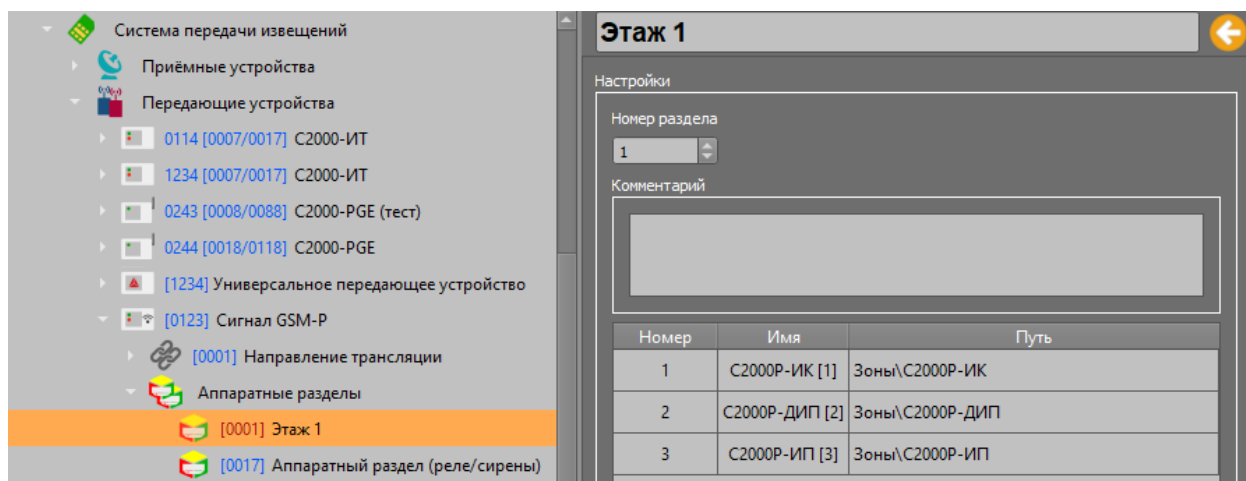 Система передачи извещений
Приёмные устройства
Передающие устройства
0114 [0007/0017] С2000-ИТ
1234 [0007/0017] С2000-ИТ
0243 [0008/0088] С2000-PGE (тест)
0244 [0018/0118] С2000-PGE
[1234] Универсальное передающее устройство
[0123] Сигнал GSM-P
[0001] Направление трансляции
Аппаратные разделы
[0001] Этаж 1
[0017] Аппаратный раздел (реле/сирены)
Этаж 1
Настройки
Номер раздела
1
Комментарий
Номер Имя Путь
1 С2000Р-ИК [1] Зоны\С2000Р-ИК
2 С2000Р-ДИП [2] Зоны\С2000Р-ДИП
3 С2000Р-ИП [3] Зоны\С2000Р-ИП